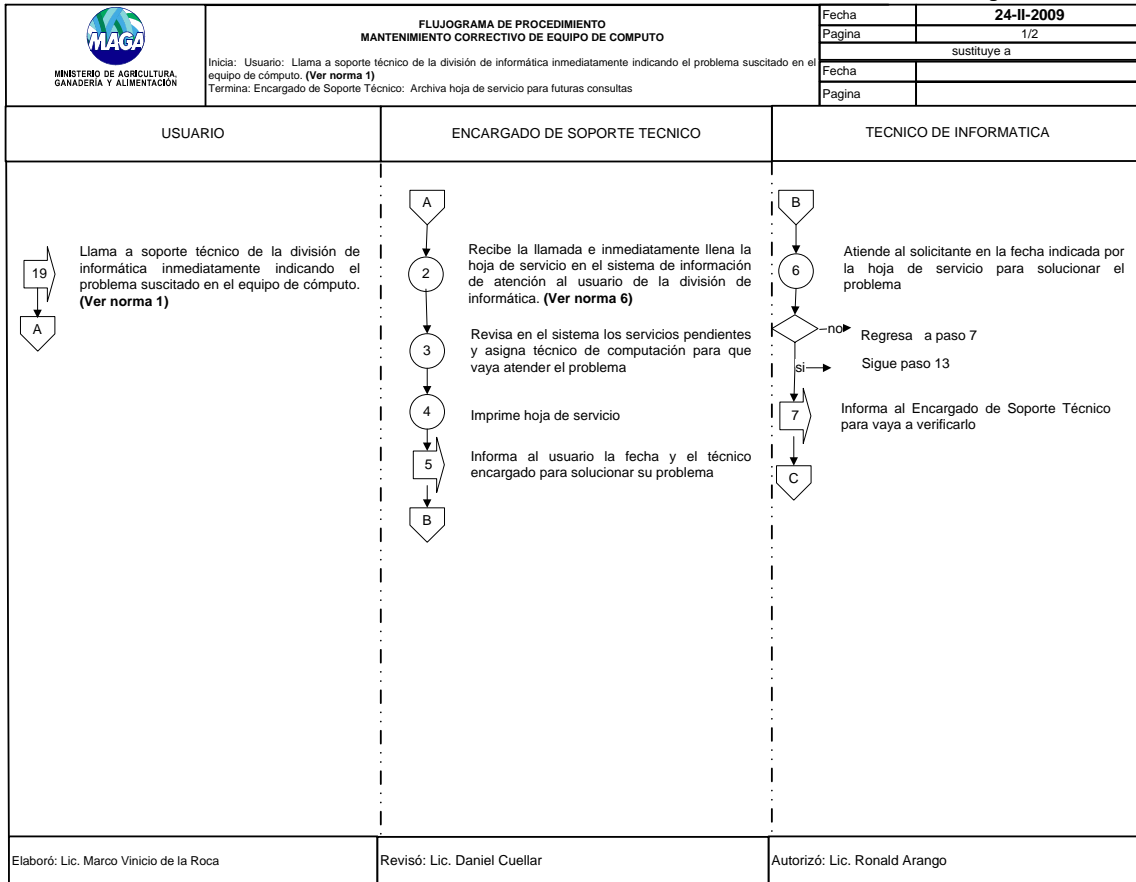 MAGA
MINISTERIO DE AGRICULTURA,
GANADERÍA Y ALIMENTACIÓN
FLUJOGRAMA DE PROCEDIMIENTO
MANTENIMIENTO CORRECTIVO DE EQUIPO DE COMPUTO
Inicia: Usuario: Llama a soporte técnico de la división de informática inmediatamente indicando el problema suscitado en el
equipo de cómputo. (Ver norma 1)
Termina: Encargado de Soporte Técnico: Archiva hoja de servicio para futuras consultas
Fecha 24-II-2009
Pagina 1/2
sustituye a
Fecha
Pagina
USUARIO
ENCARGADO DE SOPORTE TECNICO
TECNICO DE INFORMATICA
19
Llama a soporte técnico de la división de
informática inmediatamente indicando el
problema suscitado en el equipo de cómputo.
(Ver norma 1)
A
A
2
Recibe la llamada e inmediatamente llena la
hoja de servicio en el sistema de información
de atención al usuario de la división de
informática. (Ver norma 6)
3
Revisa en el sistema los servicios pendientes
y asigna técnico de computación para que
vaya atender el problema
4
Imprime hoja de servicio
5
Informa al usuario la fecha y el técnico
encargado para solucionar su problema
B
B
6
Atiende al solicitante en la fecha indicada por
la hoja de servicio para solucionar el
problema
no
Regresa a paso 7
si
Sigue paso 13
7
Informa al Encargado de Soporte Técnico
para vaya a verificarlo
C
Elaboró: Lic. Marco Vinicio de la Roca
Revisó: Lic. Daniel Cuellar
Autorizó: Lic. Ronald Arango